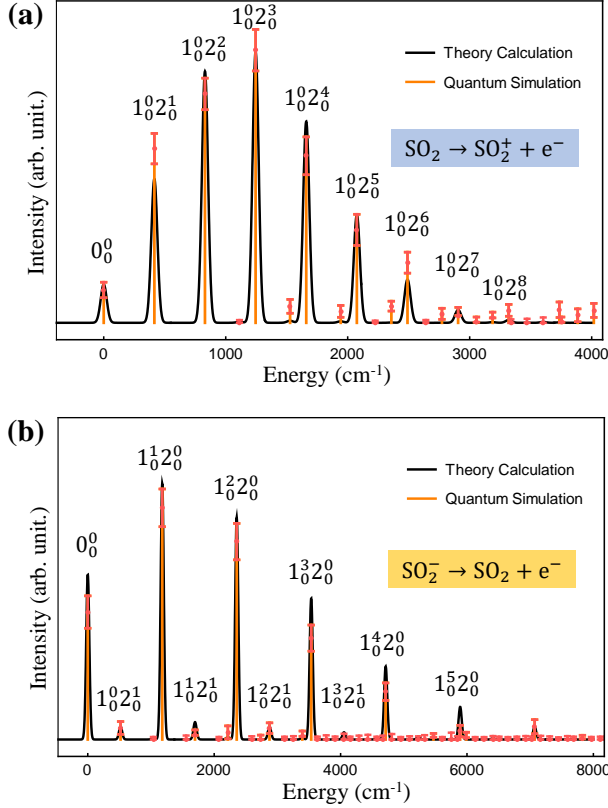 (a)
1⁰₀2³₀
1⁰₀2²₀
Theory Calculation
Quantum Simulation
1⁰₀2¹₀
1⁰₀2⁴₀
SO₂ → SO₂⁺ + e⁻
1⁰₀2⁵₀
0⁰₀
1⁰₀2⁶₀
1⁰₀2⁷₀
1⁰₀2⁸₀
Intensity (arb. unit.)
0 1000 2000 3000 4000
Energy (cm⁻¹)
(b)
1¹₀2⁰₀
Theory Calculation
1²₀2⁰₀
Quantum Simulation
0⁰₀
SO₂⁻ → SO₂ + e⁻
1³₀2⁰₀
1⁴₀2⁰₀
1⁰₀2¹₀
1¹₀2¹₀
1²₀2¹₀
1³₀2¹₀
1⁵₀2⁰₀
Intensity (arb. unit.)
0 2000 4000 6000 8000
Energy (cm⁻¹)